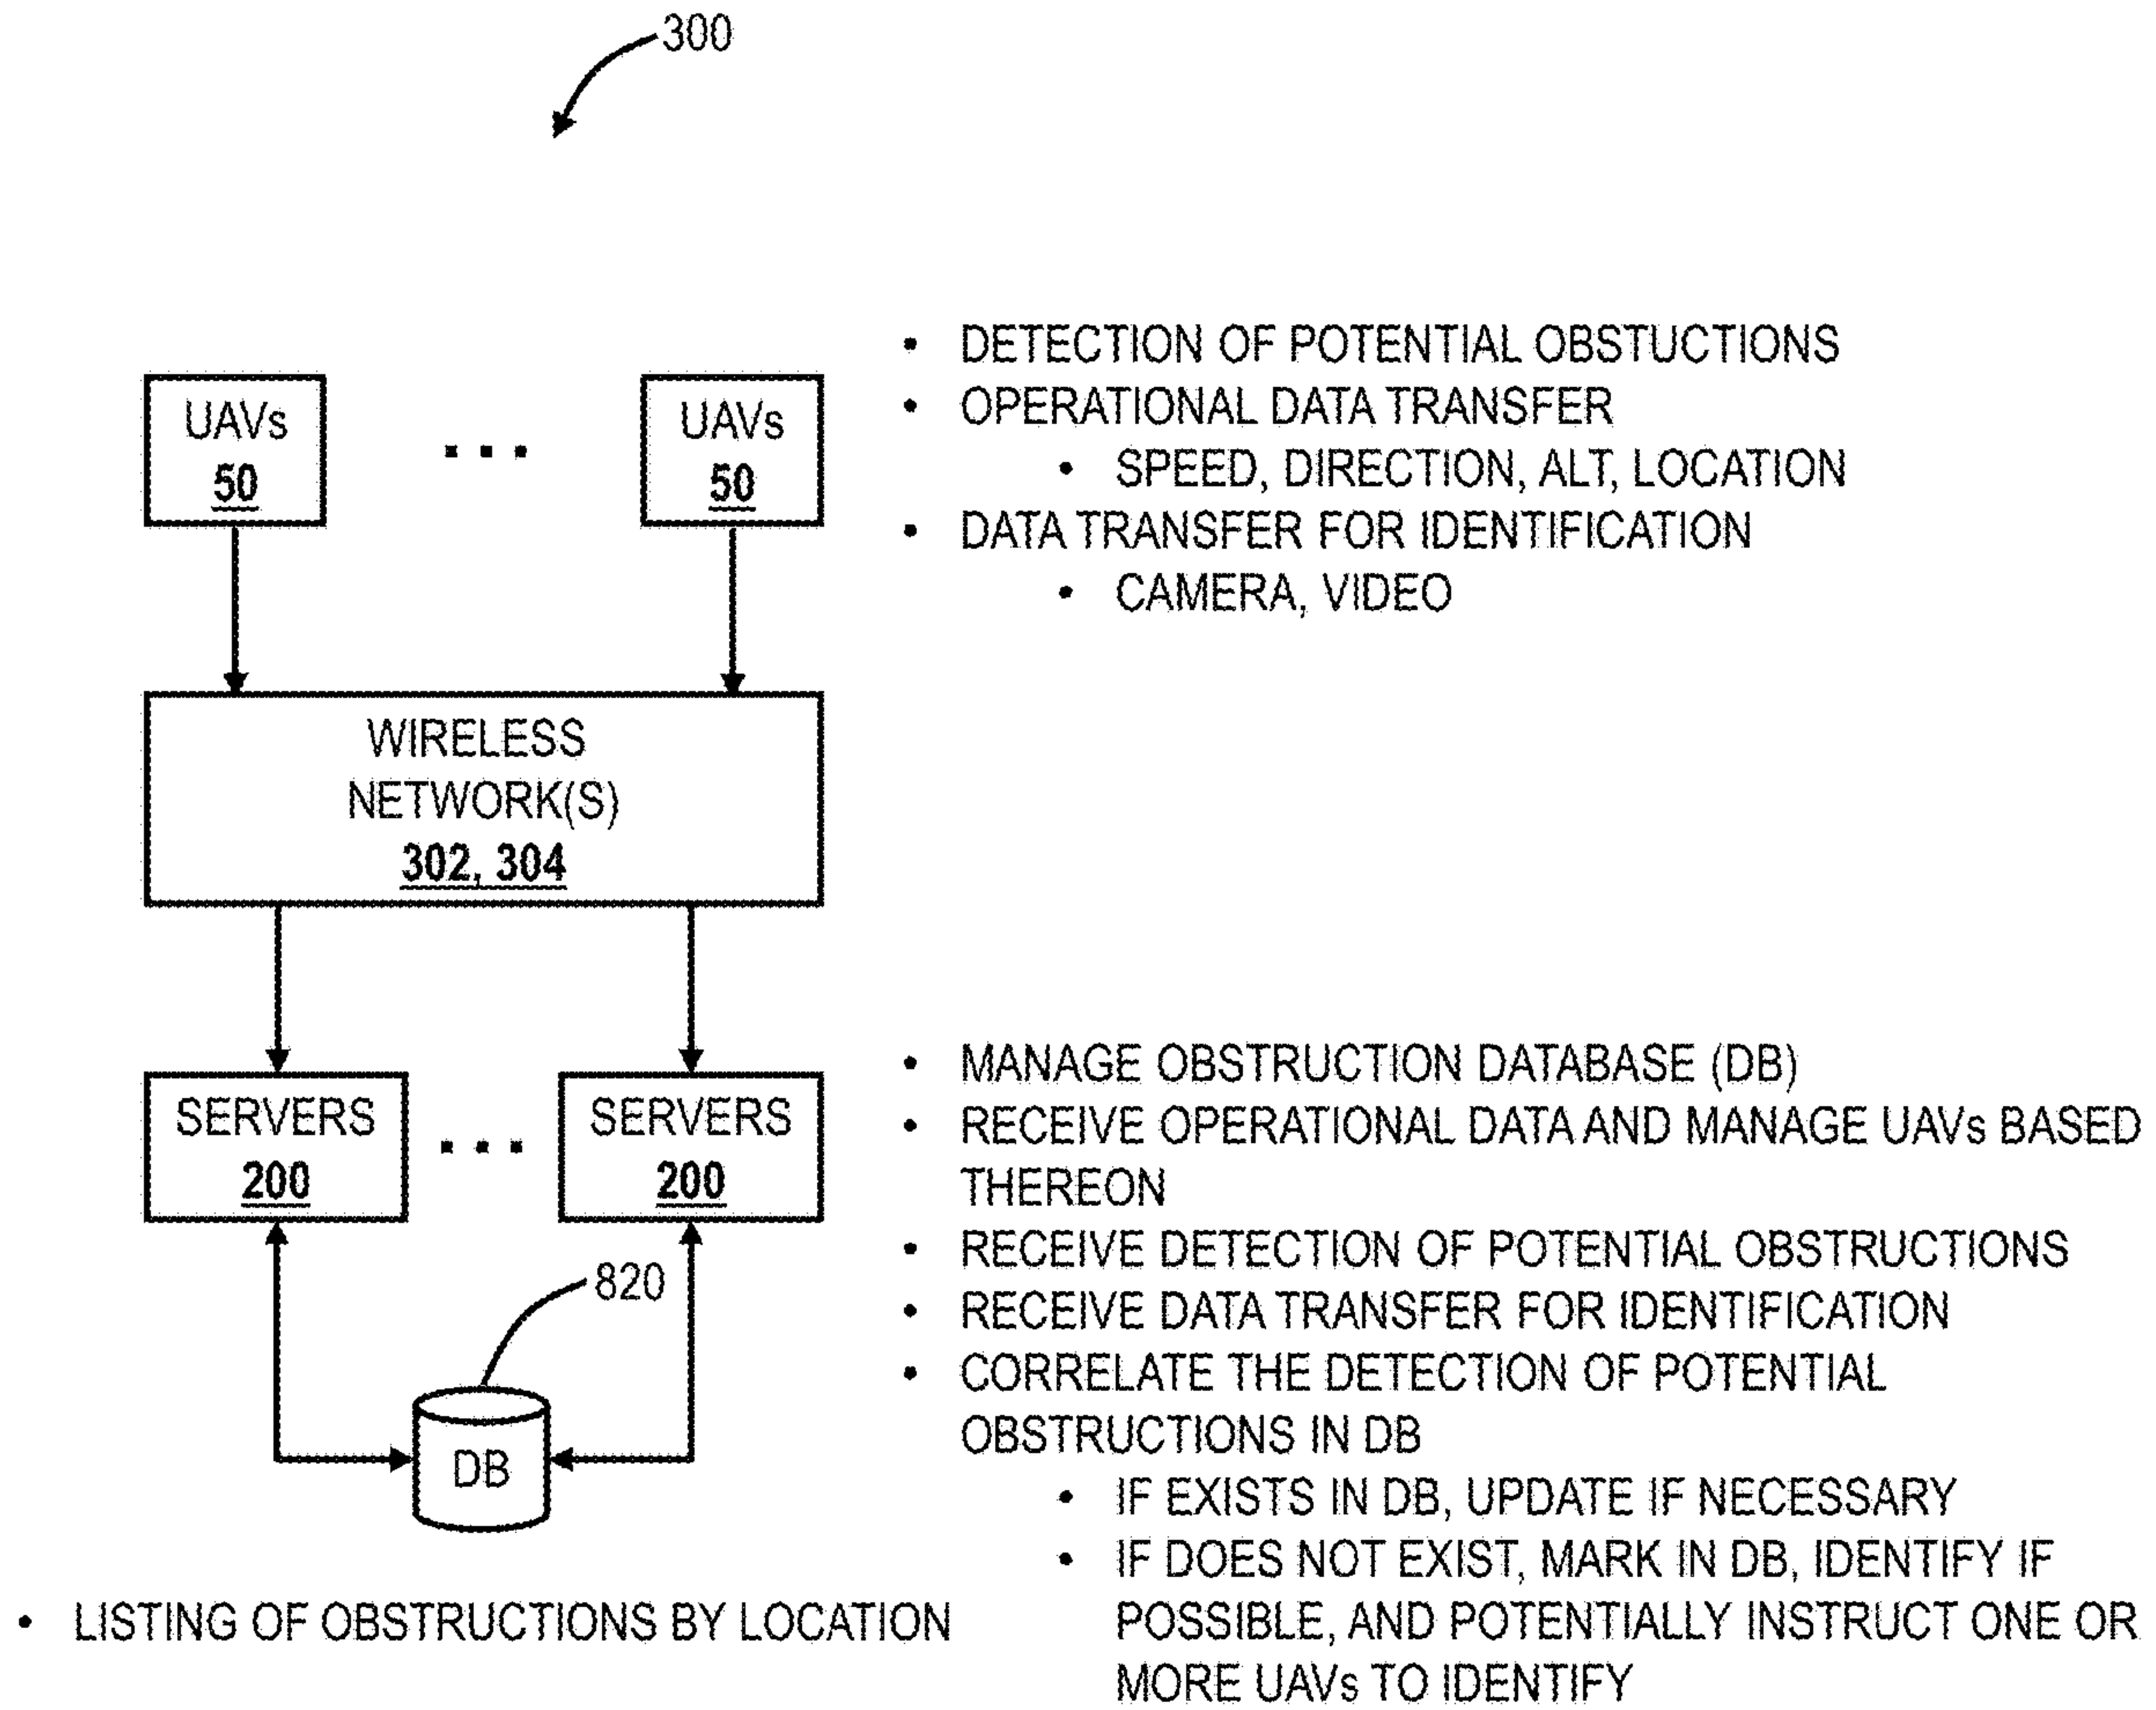 300
UAVs
50
...
UAVs
50
• DETECTION OF POTENTIAL OBSTUCTIONS
• OPERATIONAL DATA TRANSFER
• SPEED, DIRECTION, ALT, LOCATION
• DATA TRANSFER FOR IDENTIFICATION
• CAMERA, VIDEO
WIRELESS
NETWORK(S)
302, 304
SERVERS
200
...
SERVERS
200
820
DB
• LISTING OF OBSTRUCTIONS BY LOCATION
• MANAGE OBSTRUCTION DATABASE (DB)
• RECEIVE OPERATIONAL DATA AND MANAGE UAVs BASED
THEREON
• RECEIVE DETECTION OF POTENTIAL OBSTRUCTIONS
• RECEIVE DATA TRANSFER FOR IDENTIFICATION
• CORRELATE THE DETECTION OF POTENTIAL
OBSTRUCTIONS IN DB
• IF EXISTS IN DB, UPDATE IF NECESSARY
• IF DOES NOT EXIST, MARK IN DB, IDENTIFY IF
POSSIBLE, AND POTENTIALLY INSTRUCT ONE OR
MORE UAVs TO IDENTIFY